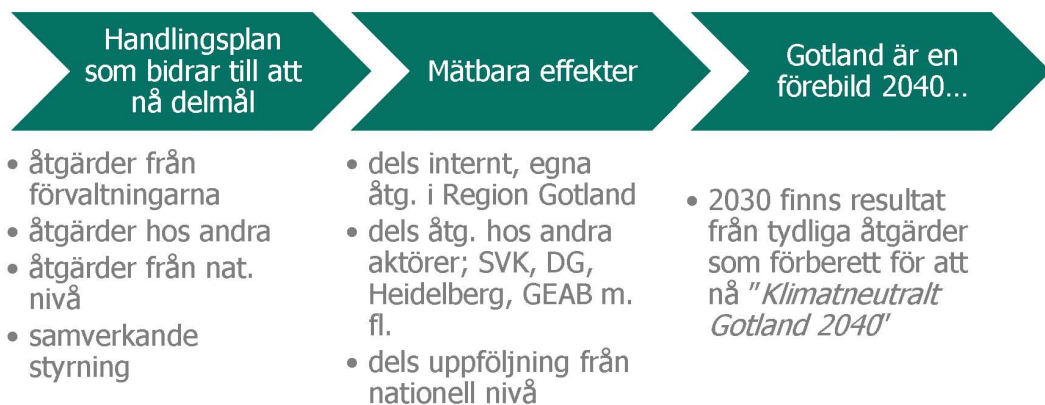 Handlingsplan
som bidrar till att
nå delmål
• åtgärder från
förvaltningarna
• åtgärder hos andra
• åtgärder från nat.
nivå
• samverkande
styrning
Mätbara effekter
• dels internt, egna
åtg. i Region Gotland
• dels åtg. hos andra
aktörer; SVK, DG,
Heidelberg, GEAB m.
fl.
• dels uppföljning från
nationell nivå
Gotland är en
förebild 2040...
• 2030 finns resultat
från tydliga åtgärder
som förberett för att
nå ”Klimatneutralt
Gotland 2040”